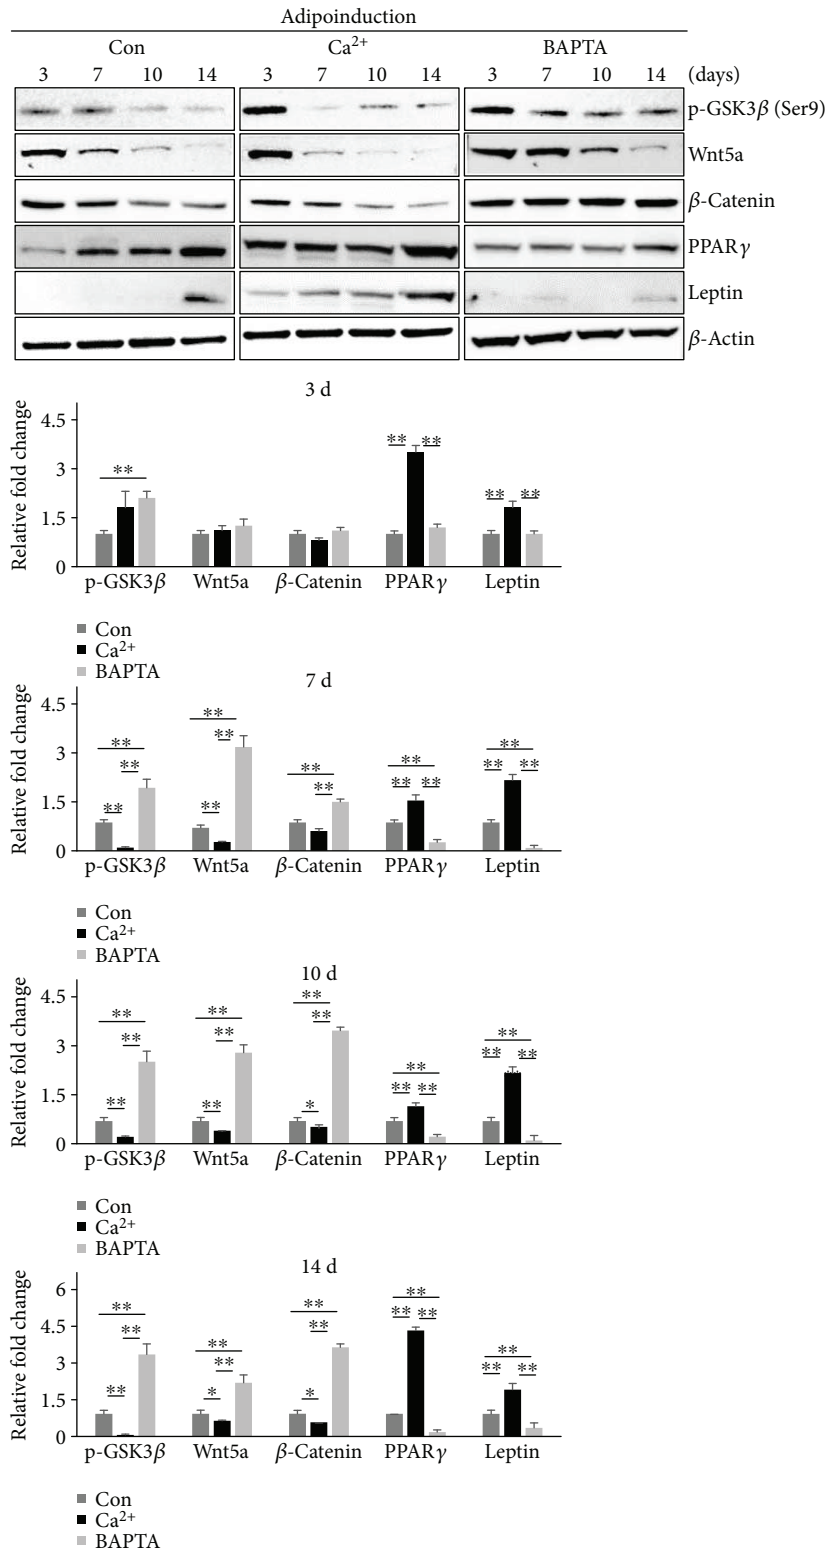 Adipoinduction
Con Ca²⁺ BAPTA
3 7 10 14 3 7 10 14 3 7 10 14 (days)
p-GSK3β (Ser9)
Wnt5a
β-Catenin
PPARγ
Leptin
β-Actin
3 d
Relative fold change
4.5
3
1.5
0
** ** ** ** **
p-GSK3β Wnt5a β-Catenin PPARγ Leptin
Con
Ca²⁺
BAPTA
7 d
Relative fold change
4.5
3
1.5
0
** ** ** ** ** ** ** ** ** ** ** ** ** **
p-GSK3β Wnt5a β-Catenin PPARγ Leptin
Con
Ca²⁺
BAPTA
10 d
Relative fold change
4.5
3
1.5
0
** ** ** ** ** ** ** ** * ** ** ** ** ** **
p-GSK3β Wnt5a β-Catenin PPARγ Leptin
Con
Ca²⁺
BAPTA
14 d
Relative fold change
6
4.5
3
1.5
0
** ** ** ** ** * ** ** * ** ** ** ** ** **
p-GSK3β Wnt5a β-Catenin PPARγ Leptin
Con
Ca²⁺
BAPTA